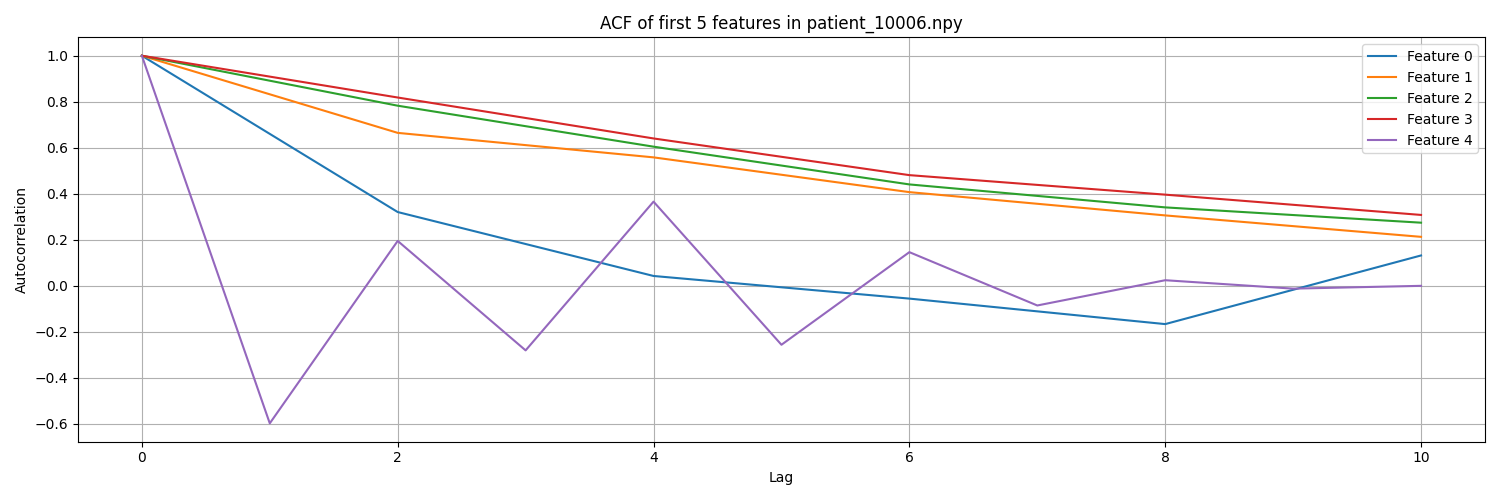 ACF of first 5 features in patient_10006.npy
Autocorrelation
1.0
0.8
0.6
0.4
0.2
0.0
−0.2
−0.4
−0.6
Feature 0
Feature 1
Feature 2
Feature 3
Feature 4
0 2 4 6 8 10
Lag